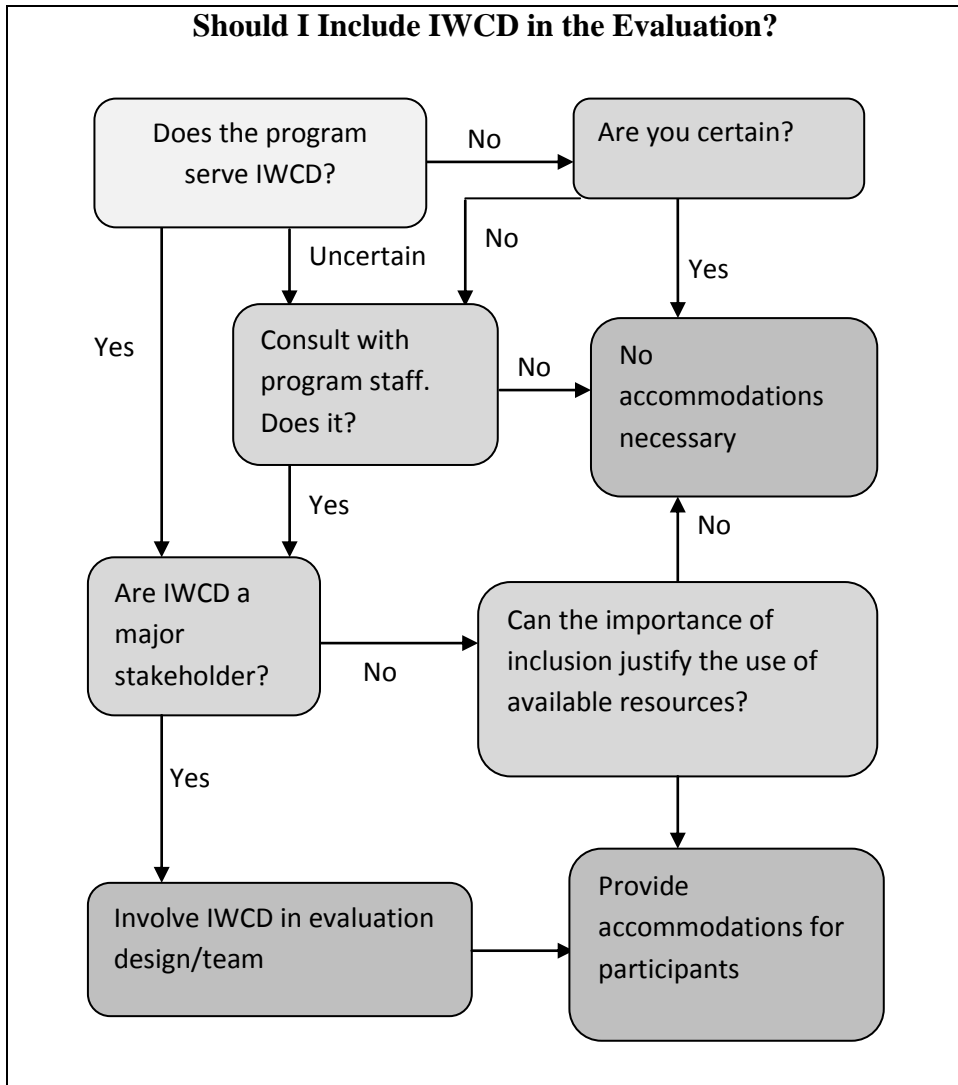 Should I Include IWCD in the Evaluation?
Does the program
serve IWCD?
No
Are you certain?
Uncertain
No
Yes
Yes
Consult with
program staff.
Does it?
No
No
accommodations
necessary
Yes
No
Are IWCD a
major
stakeholder?
No
Can the importance of
inclusion justify the use of
available resources?
Yes
Involve IWCD in evaluation
design/team
Provide
accommodations for
participants